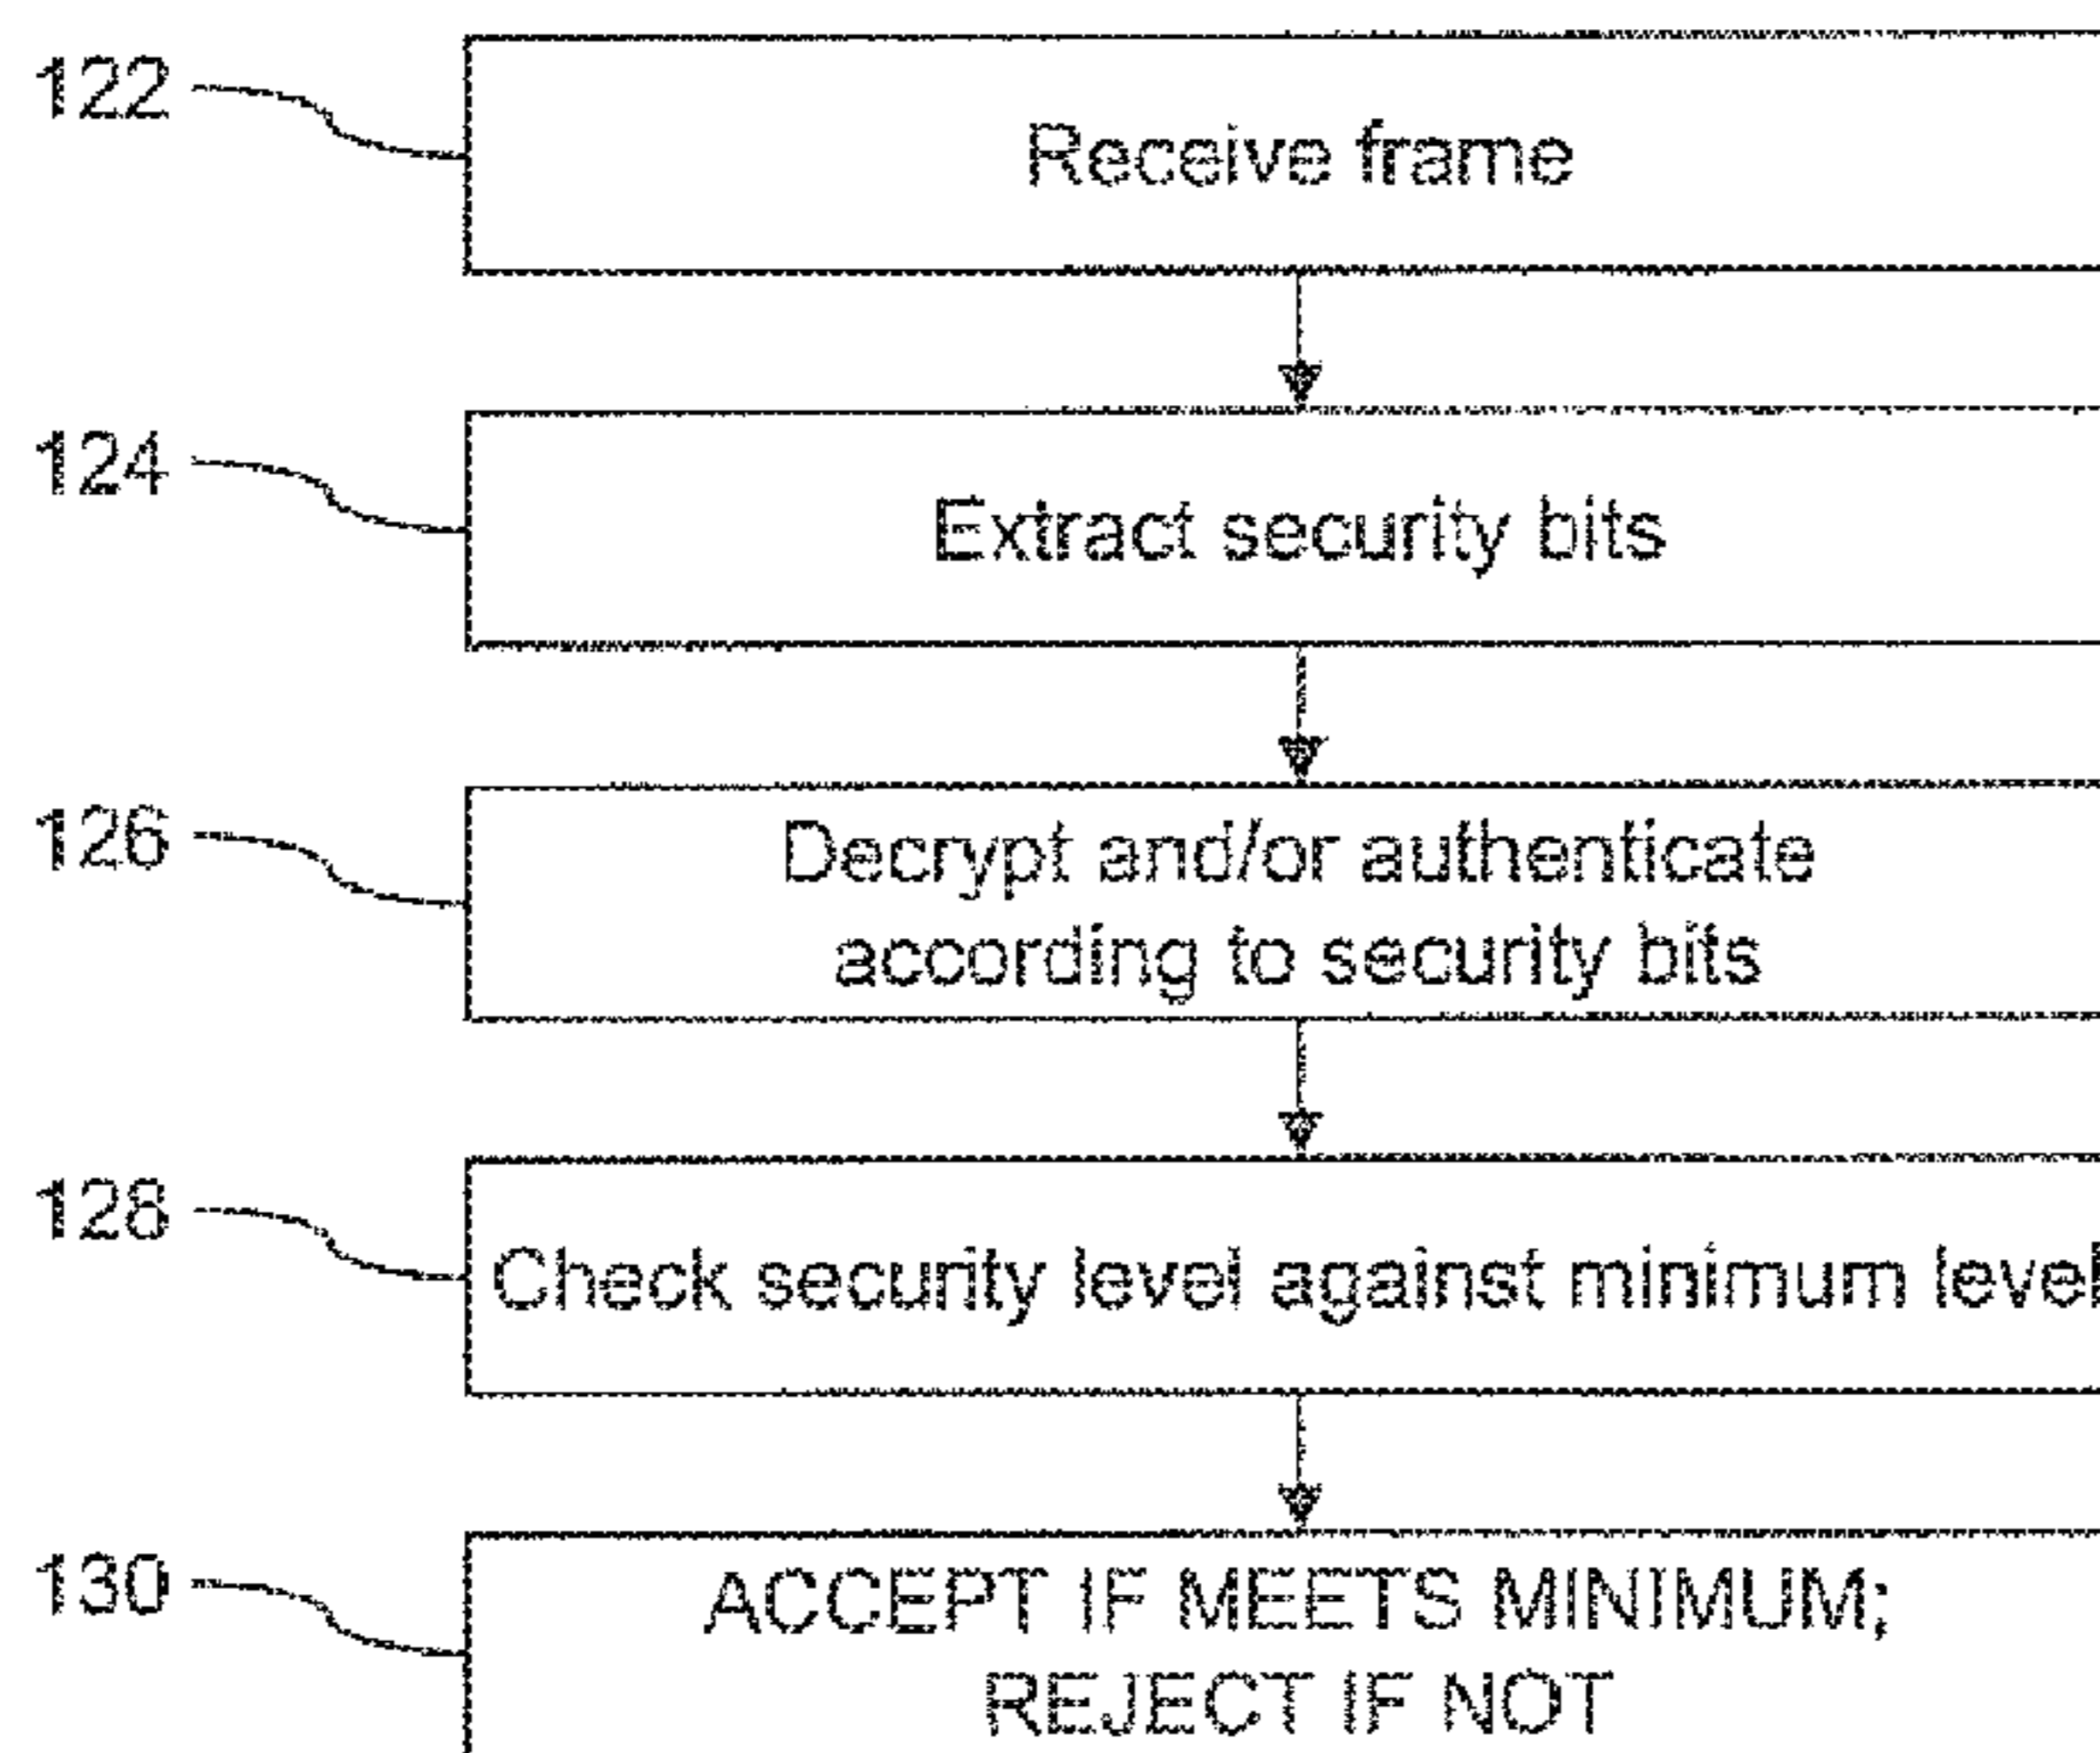 122
Receive frame
124
Extract security bits
126
Decrypt and/or authenticate
according to security bits
128
Check security level against minimum level
130
ACCEPT IF MEETS MINIMUM;
REJECT IF NOT